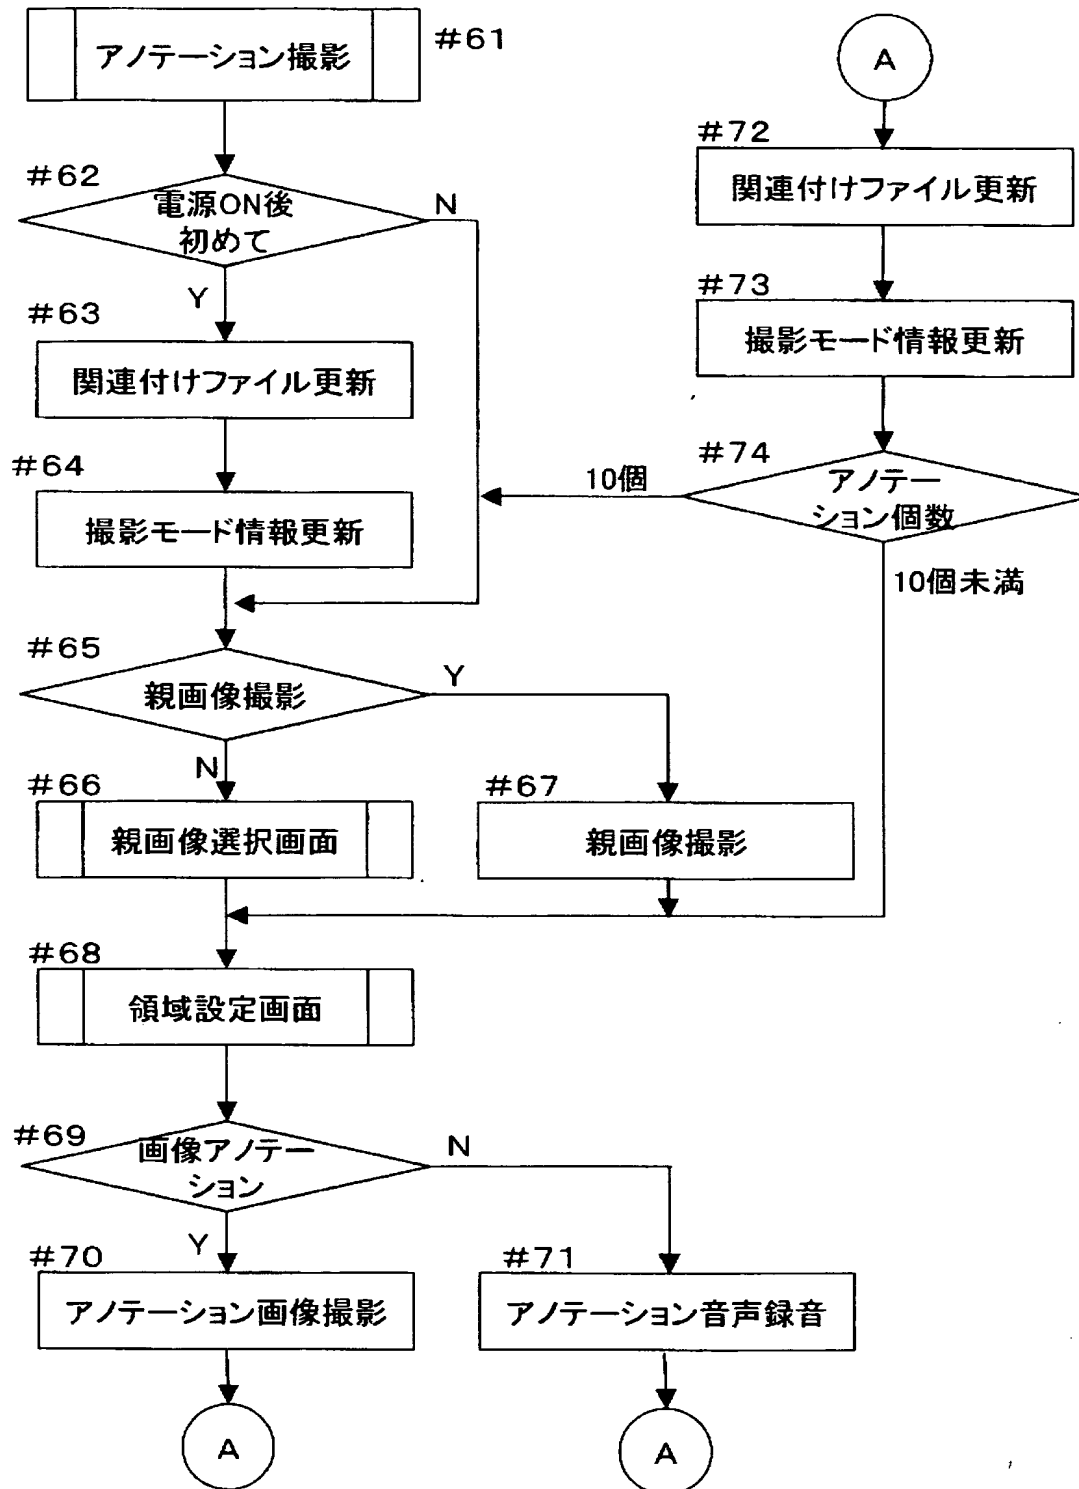 アノテーション撮影
#61
#62
電源ON後
初めて
N
Y
#63
関連付けファイル更新
#64
撮影モード情報更新
#65
親画像撮影
Y
N
#66
親画像選択画面
#67
親画像撮影
#68
領域設定画面
#69
画像アノテー
ション
N
Y
#70
アノテーション画像撮影
#71
アノテーション音声録音
A
A
A
#72
関連付けファイル更新
#73
撮影モード情報更新
#74
アノテー
ション個数
10個
10個未満